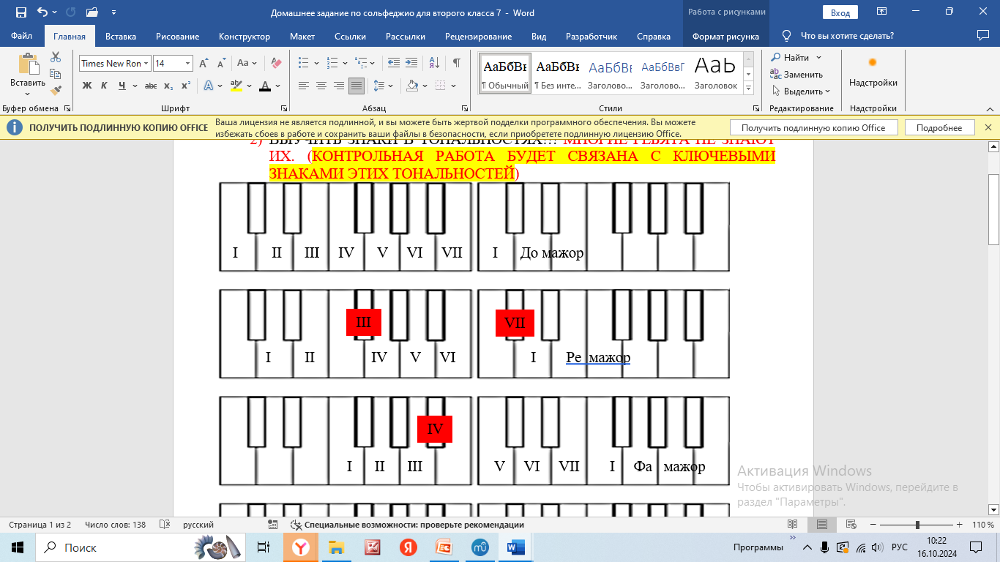 Домашнее задание по сольфеджио для второго класса 7 - Word
Работа с рисунками
Вход
Файл Главная Вставка Рисование Конструктор Макет Ссылки Рассылки Рецензирование Вид Разработчик Справка Формат рисунка Что вы хотите сделать?
Вставить
Буфер обмена
Times New Ron 14
Ж К Ч abc x₂ x²
Шрифт
Абзац
АаБбВвГ АаБбВвГ
¶ Обычный ¶ Без инте... Заголово... Заголово... Заголовок
Стили
Найти
Заменить
Выделить
Редактирование
Настройки
Настройки
ПОЛУЧИТЬ ПОДЛИННУЮ КОПИЮ OFFICE
Ваша лицензия не является подлинной, и вы можете быть жертвой подделки программного обеспечения. Вы можете
избежать сбоев в работе и сохранить ваши файлы в безопасности, если приобретете подлинную лицензию Office.
Получить подлинную копию Office
Подробнее
2) ВЫУЧИТЬ ЗНАКИ В ТОНАЛЬНОСТЯХ!!! МНОГИЕ РЕБЯТА НЕ ЗНАЮТ
ИХ. (КОНТРОЛЬНАЯ РАБОТА БУДЕТ СВЯЗАНА С КЛЮЧЕВЫМИ
ЗНАКАМИ ЭТИХ ТОНАЛЬНОСТЕЙ)
I II III IV V VI VII I До мажор
III VII
I II IV V VI I Ре мажор
IV
I II III V VI VII I Фа мажор
Активация Windows
Чтобы активировать Windows, перейдите в
раздел "Параметры".
Страница 1 из 2 Число слов: 138 русский Специальные возможности: проверьте рекомендации 110 %
Поиск
Программы
РУС
10:22
16.10.2024